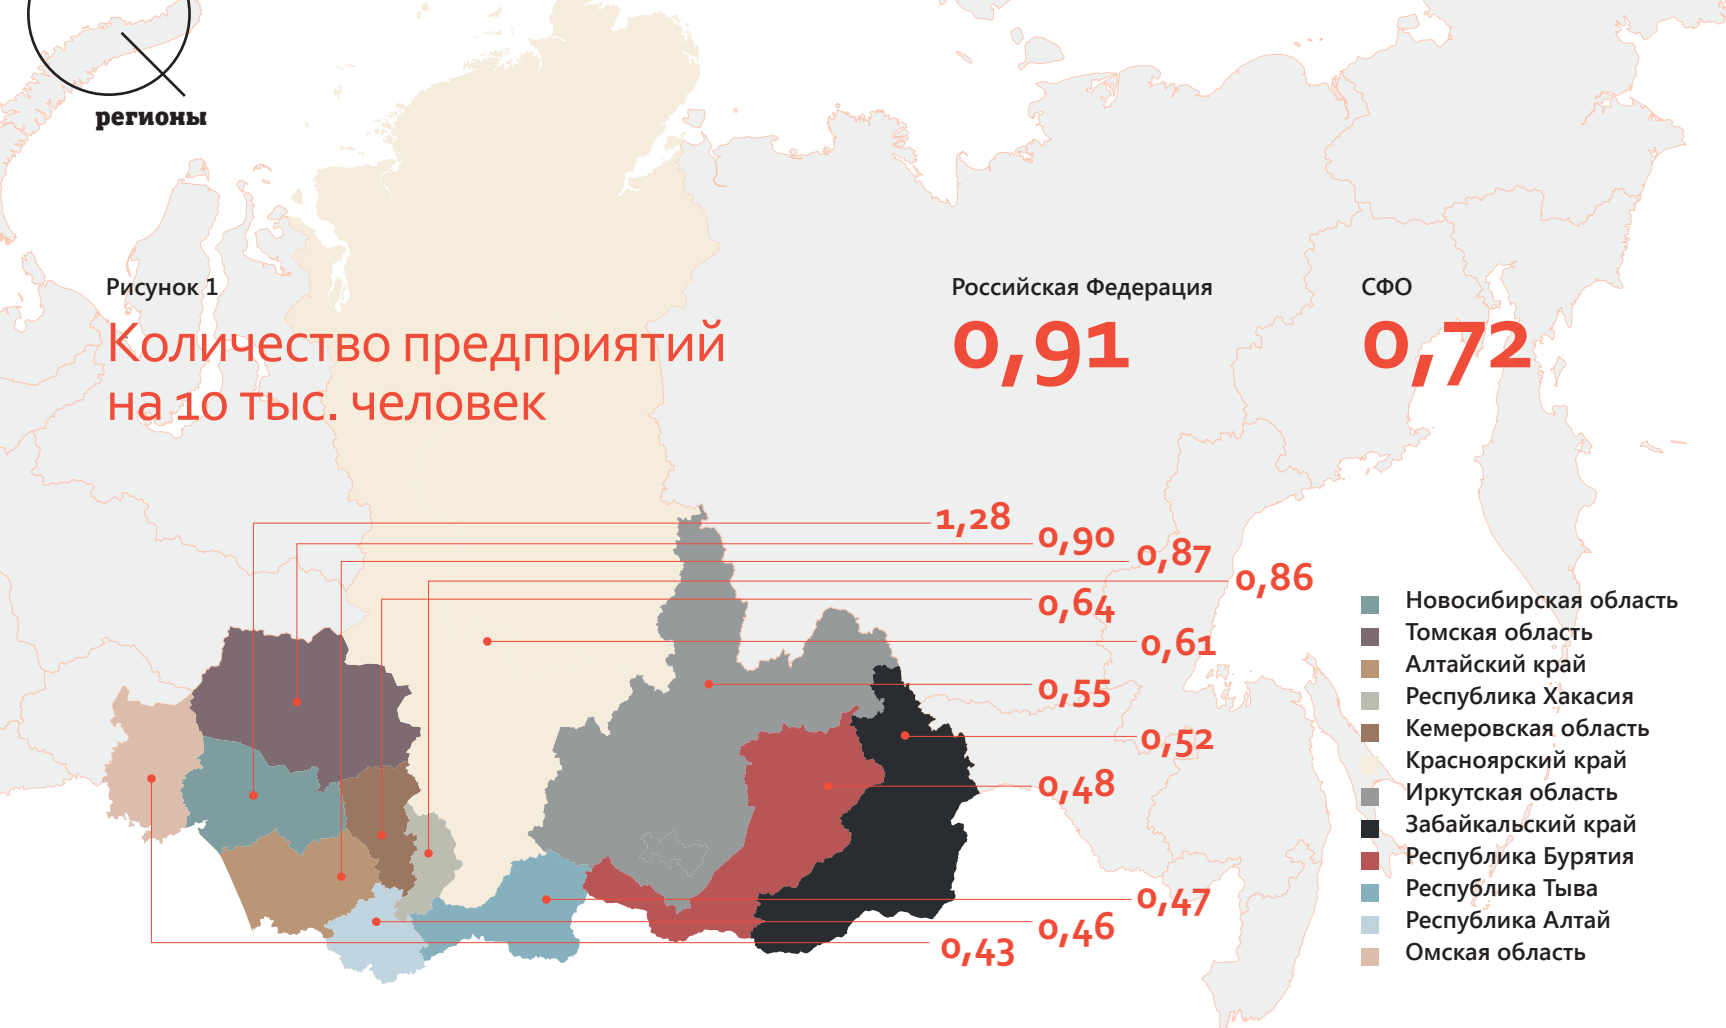 регионы
Рисунок 1
Количество предприятий
на 10 тыс. человек
Российская Федерация
0,91
СФО
0,72
1,28
0,90
0,87
0,86
0,64
0,61
0,55
0,52
0,48
0,47
0,46
0,43
Новосибирская область
Томская область
Алтайский край
Республика Хакасия
Кемеровская область
Красноярский край
Иркутская область
Забайкальский край
Республика Бурятия
Республика Тыва
Республика Алтай
Омская область